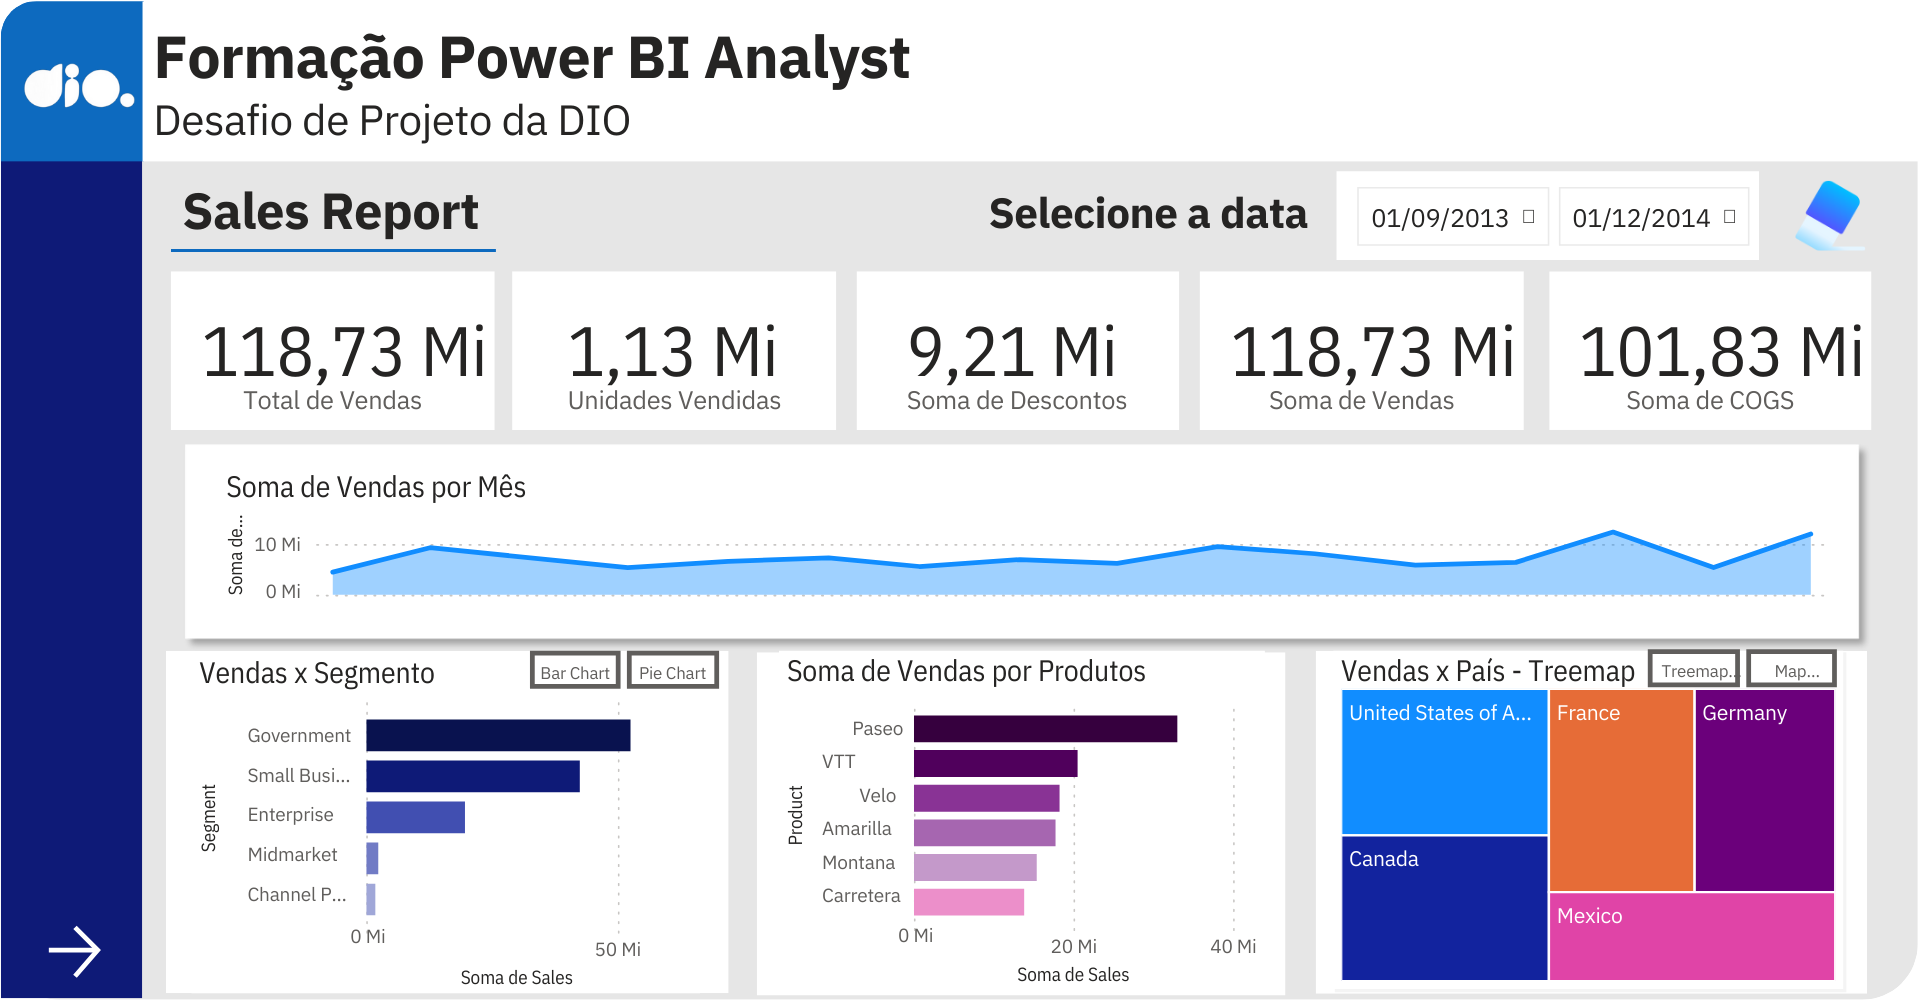 dio.
Formação Power BI Analyst
Desafio de Projeto da DIO
Sales Report
Selecione a data
01/09/2013
01/12/2014
118,73 Mi
Total de Vendas
1,13 Mi
Unidades Vendidas
9,21 Mi
Soma de Descontos
118,73 Mi
Soma de Vendas
101,83 Mi
Soma de COGS
Soma de Vendas por Mês
Soma de...
10 Mi
0 Mi
Vendas x Segmento
Bar Chart
Pie Chart
Segment
Government
Small Busi...
Enterprise
Midmarket
Channel P...
0 Mi
50 Mi
Soma de Sales
Soma de Vendas por Produtos
Product
Paseo
VTT
Velo
Amarilla
Montana
Carretera
0 Mi
20 Mi
40 Mi
Soma de Sales
Vendas x País - Treemap
Treemap...
Map...
United States of A...
France
Germany
Canada
Mexico